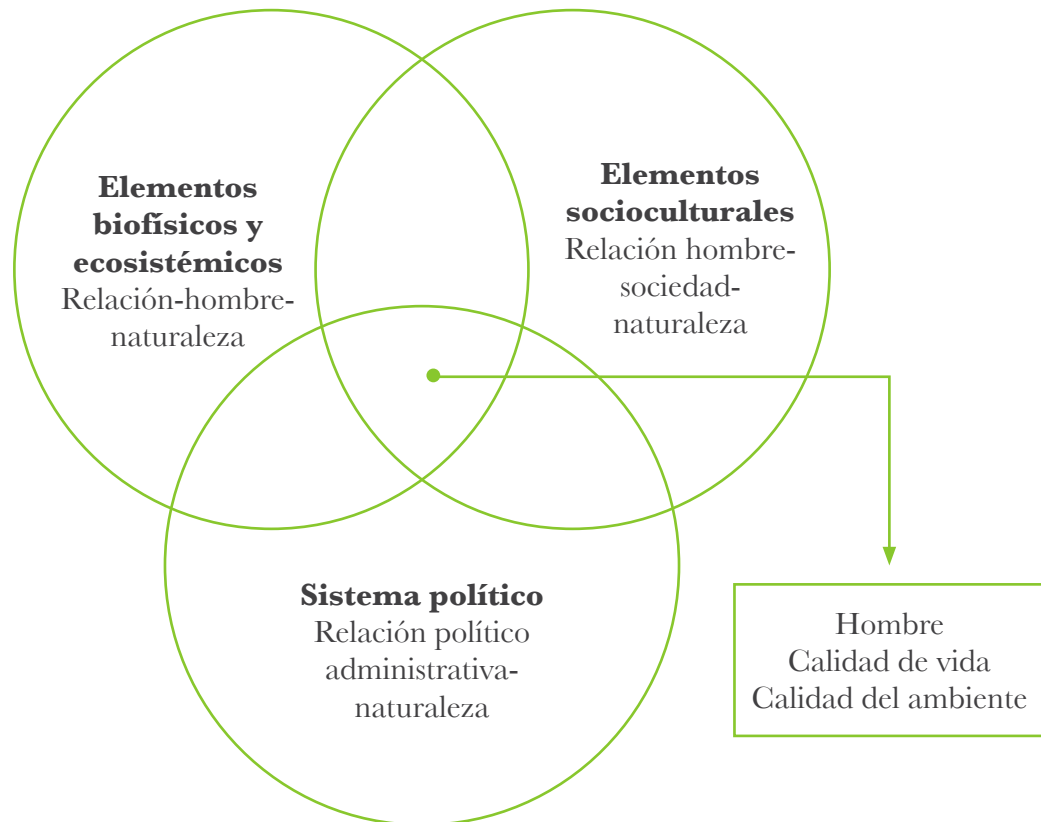 Elementos
biofísicos y
ecosistémicos
Relación-hombre-
naturaleza
Elementos
socioculturales
Relación hombre-
sociedad-
naturaleza
Sistema político
Relación político
administrativa-
naturaleza
Hombre
Calidad de vida
Calidad del ambiente